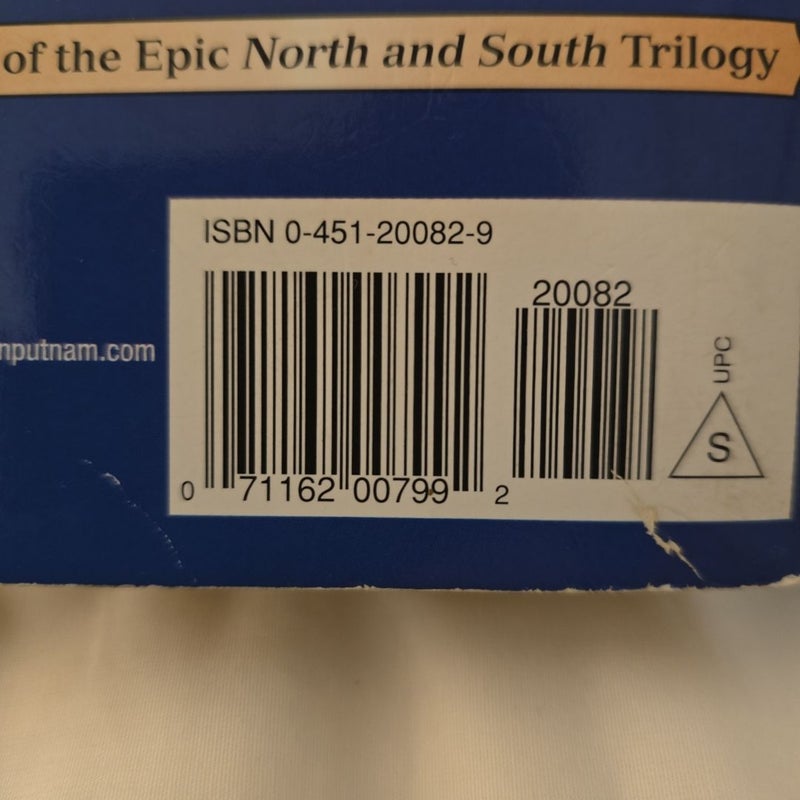 of the Epic North and South Trilogy
ISBN 0-451-20082-9
20082
nputnam.com
UPC
S
0 71162 00799 2